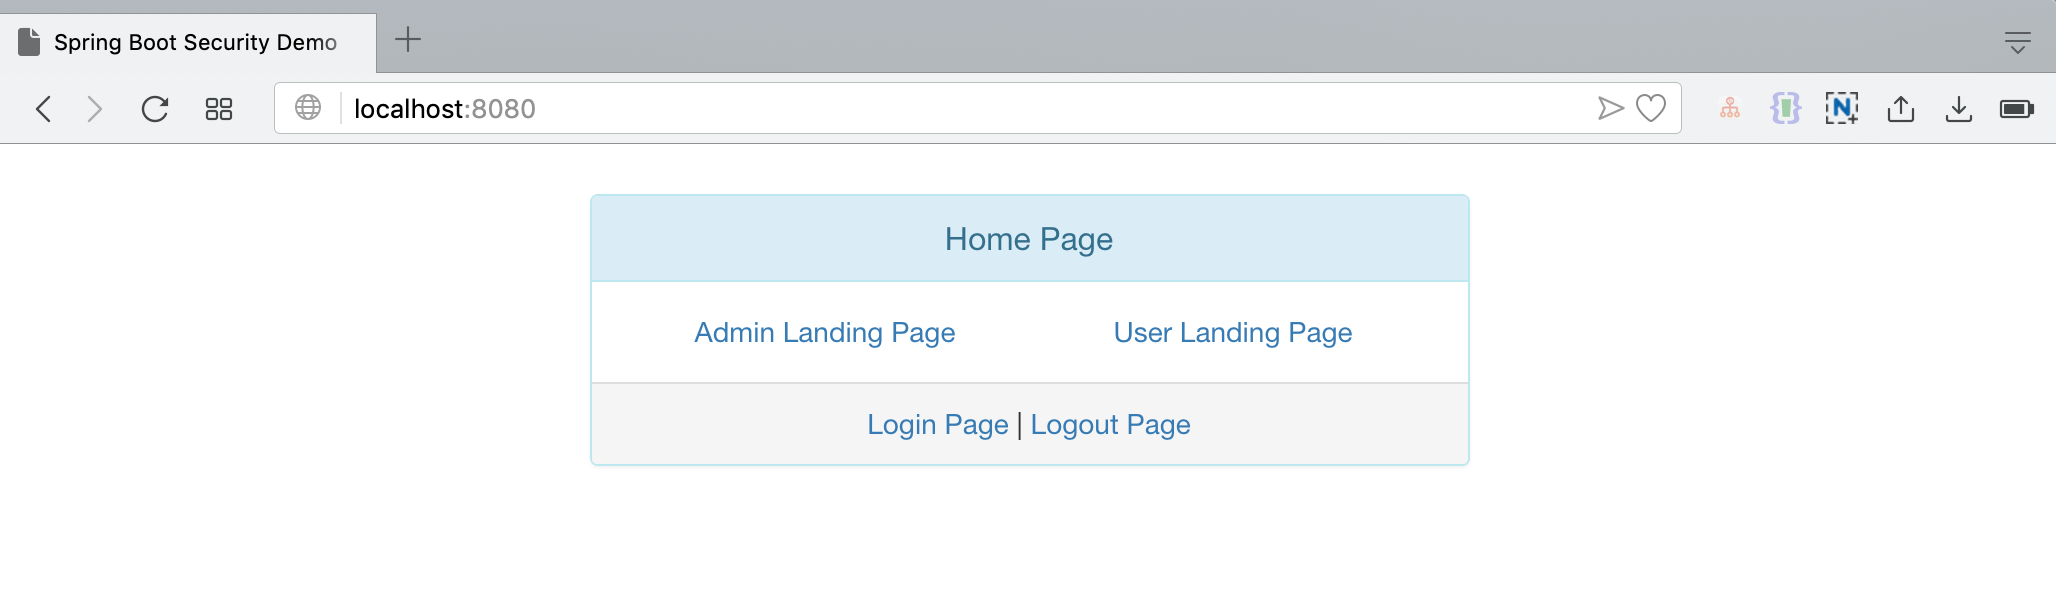 Spring Boot Security Demo
localhost:8080
N
Home Page
Admin Landing Page User Landing Page
Login Page | Logout Page